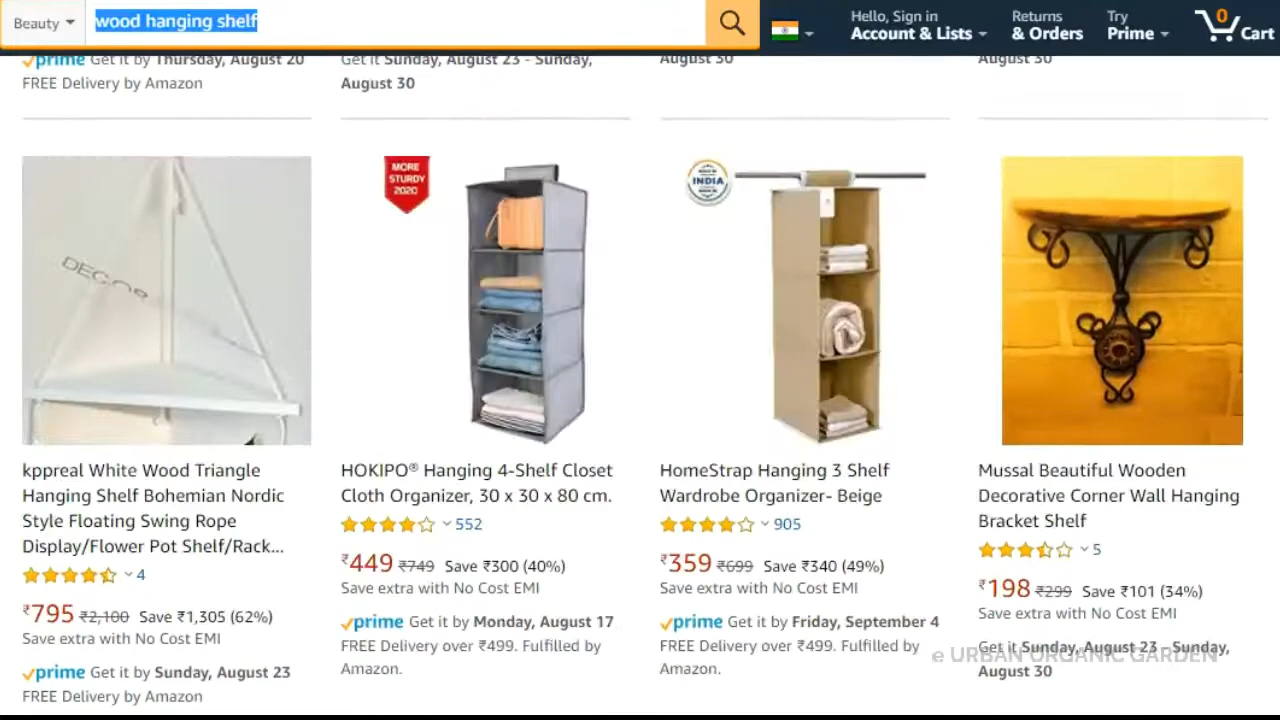 Beauty
wood hanging shelf
Hello, Sign in
Account & Lists
Returns
& Orders
Try
Prime
0
Cart
prime Get it by Thursday, August 20
FREE Delivery by Amazon
Get it Sunday, August 23 - Sunday,
August 30
August 30
August 30
DECOR
MORE
STURDY
2020
INDIA
kppreal White Wood Triangle
Hanging Shelf Bohemian Nordic
Style Floating Swing Rope
Display/Flower Pot Shelf/Rack...
4
₹795 ₹2,100 Save ₹1,305 (62%)
Save extra with No Cost EMI
prime Get it by Sunday, August 23
FREE Delivery by Amazon
HOKIPO® Hanging 4-Shelf Closet
Cloth Organizer, 30 x 30 x 80 cm.
552
₹449 ₹749 Save ₹300 (40%)
Save extra with No Cost EMI
prime Get it by Monday, August 17
FREE Delivery over ₹499. Fulfilled by
Amazon.
HomeStrap Hanging 3 Shelf
Wardrobe Organizer- Beige
905
₹359 ₹699 Save ₹340 (49%)
Save extra with No Cost EMI
prime Get it by Friday, September 4
FREE Delivery over ₹499. Fulfilled by
Amazon.
Mussal Beautiful Wooden
Decorative Corner Wall Hanging
Bracket Shelf
5
₹198 ₹299 Save ₹101 (34%)
Save extra with No Cost EMI
Get it Sunday, August 23 - Sunday,
August 30
e URBAN ORGANIC GARDEN